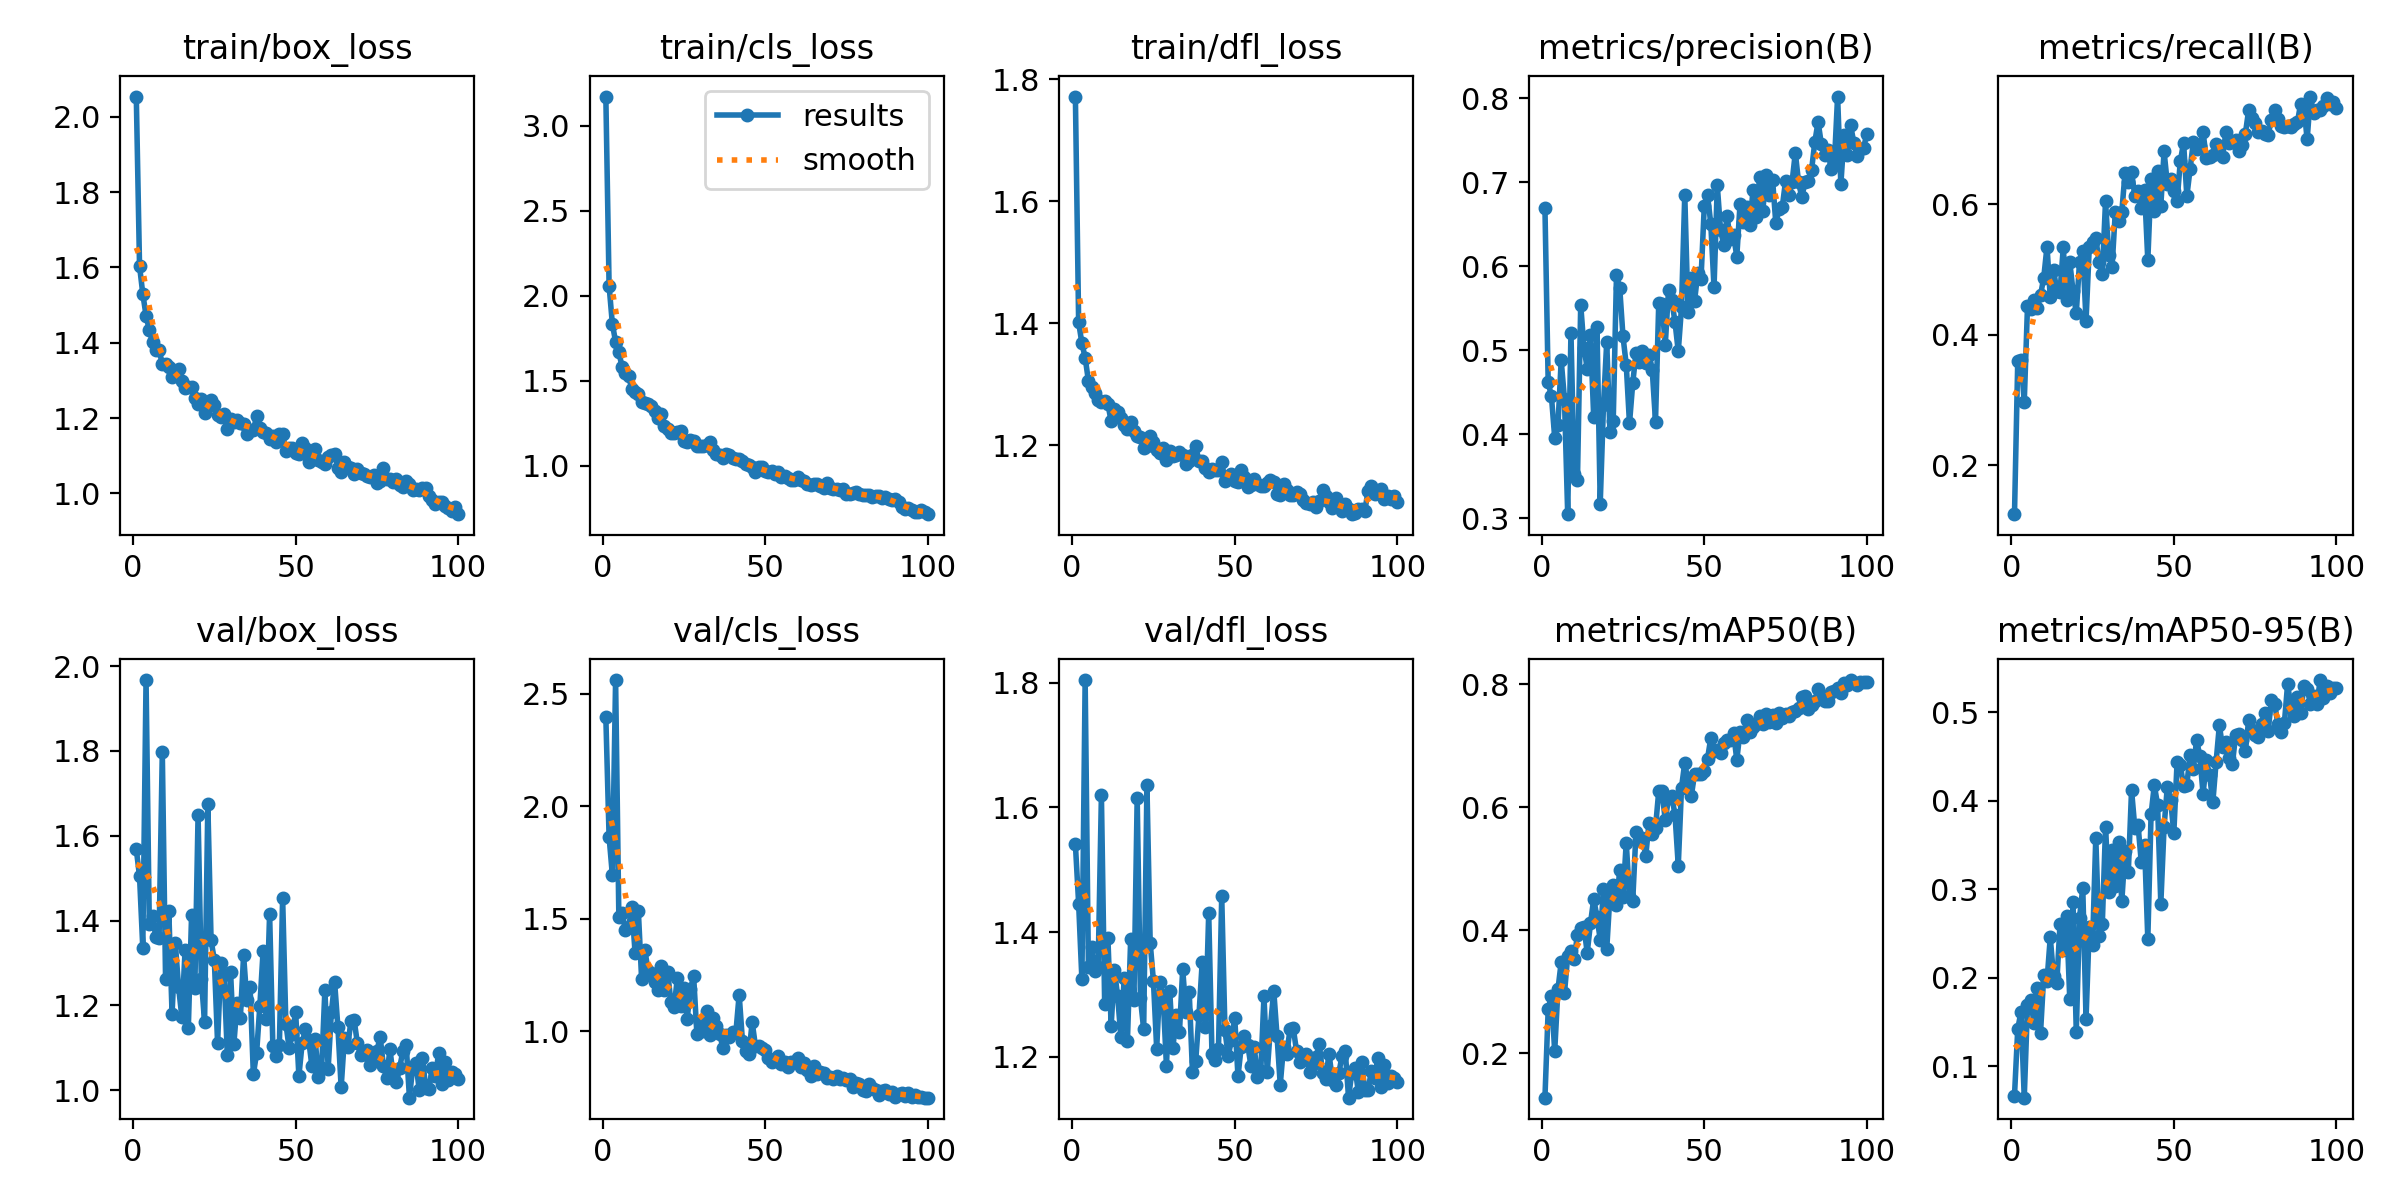 train/box_loss
2.0
1.8
1.6
1.4
1.2
1.0
0 50 100
train/cls_loss
results
smooth
3.0
2.5
2.0
1.5
1.0
0 50 100
train/dfl_loss
1.8
1.6
1.4
1.2
0 50 100
metrics/precision(B)
0.8
0.7
0.6
0.5
0.4
0.3
0 50 100
metrics/recall(B)
0.6
0.4
0.2
0 50 100
val/box_loss
2.0
1.8
1.6
1.4
1.2
1.0
0 50 100
val/cls_loss
2.5
2.0
1.5
1.0
0 50 100
val/dfl_loss
1.8
1.6
1.4
1.2
0 50 100
metrics/mAP50(B)
0.8
0.6
0.4
0.2
0 50 100
metrics/mAP50-95(B)
0.5
0.4
0.3
0.2
0.1
0 50 100